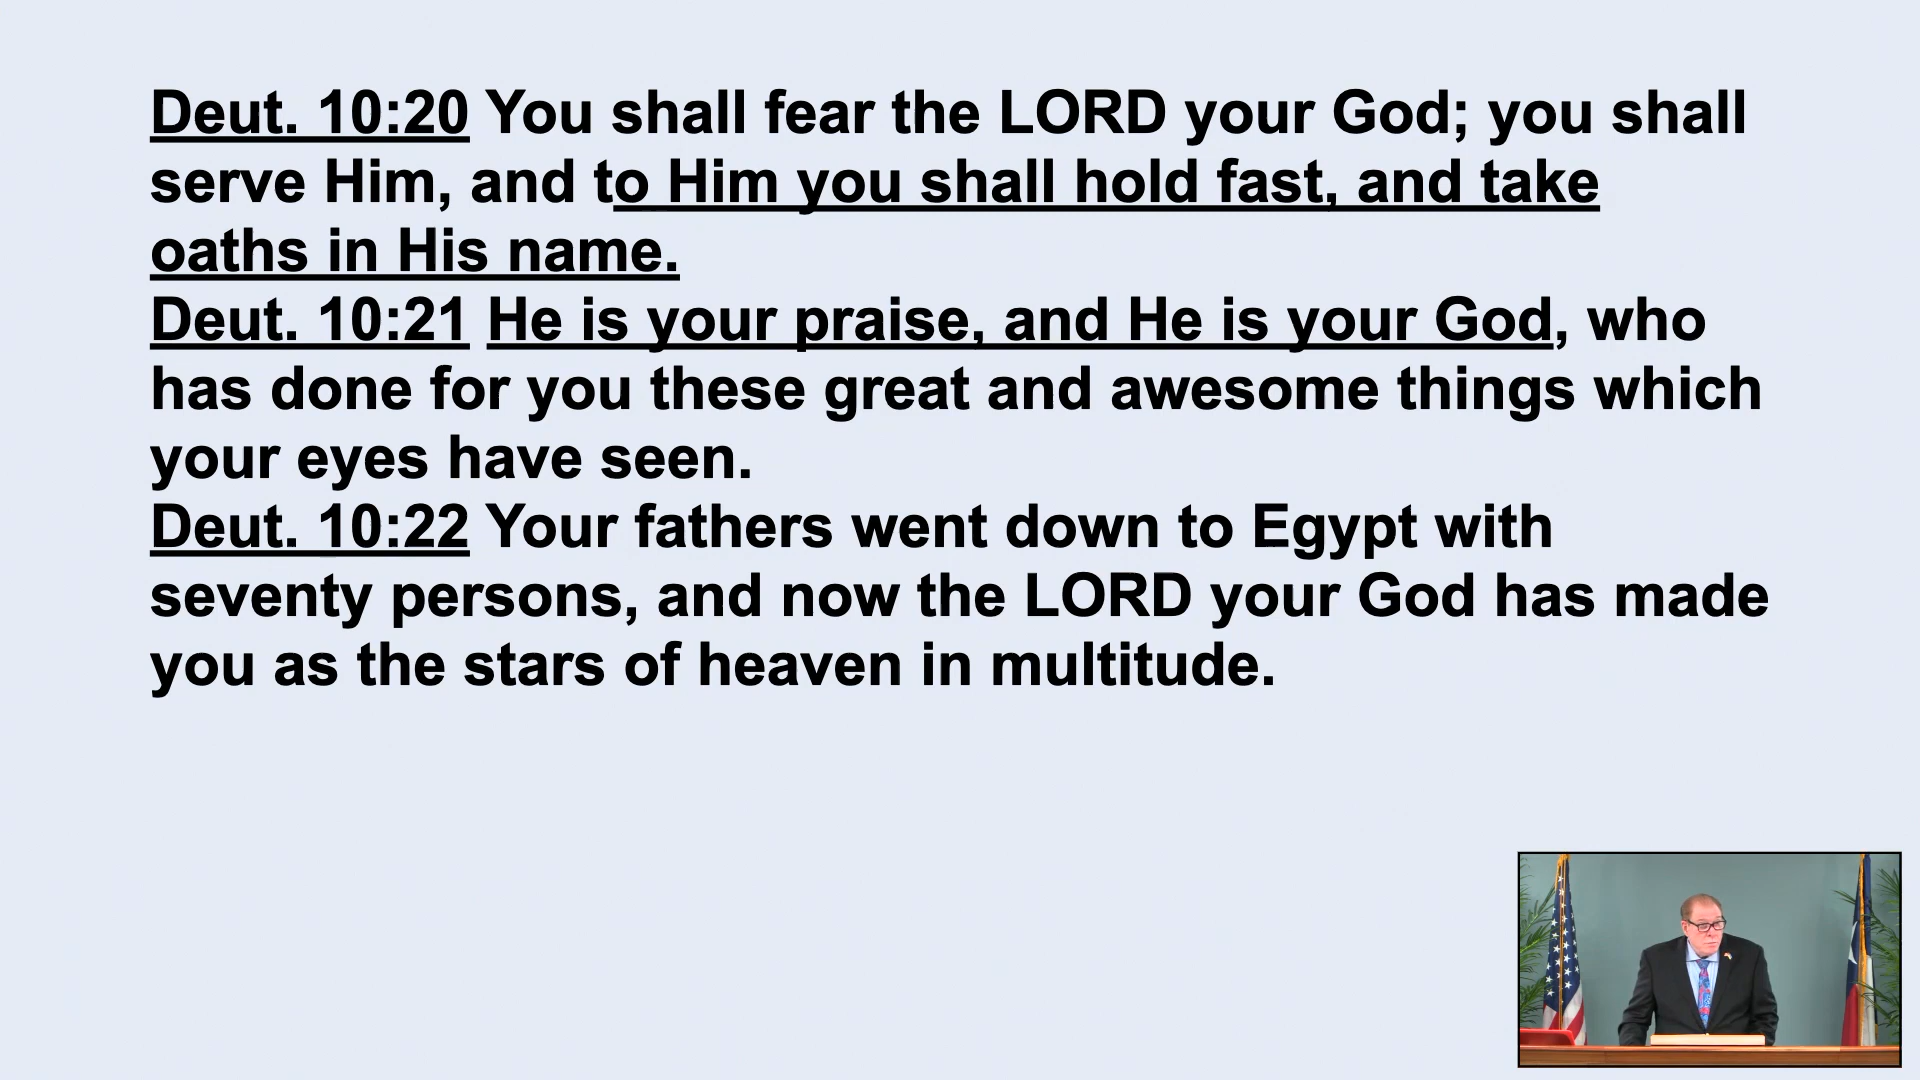 Deut. 10:20 You shall fear the LORD your God; you shall
serve Him, and to Him you shall hold fast, and take
oaths in His name.
Deut. 10:21 He is your praise, and He is your God, who
has done for you these great and awesome things which
your eyes have seen.
Deut. 10:22 Your fathers went down to Egypt with
seventy persons, and now the LORD your God has made
you as the stars of heaven in multitude.